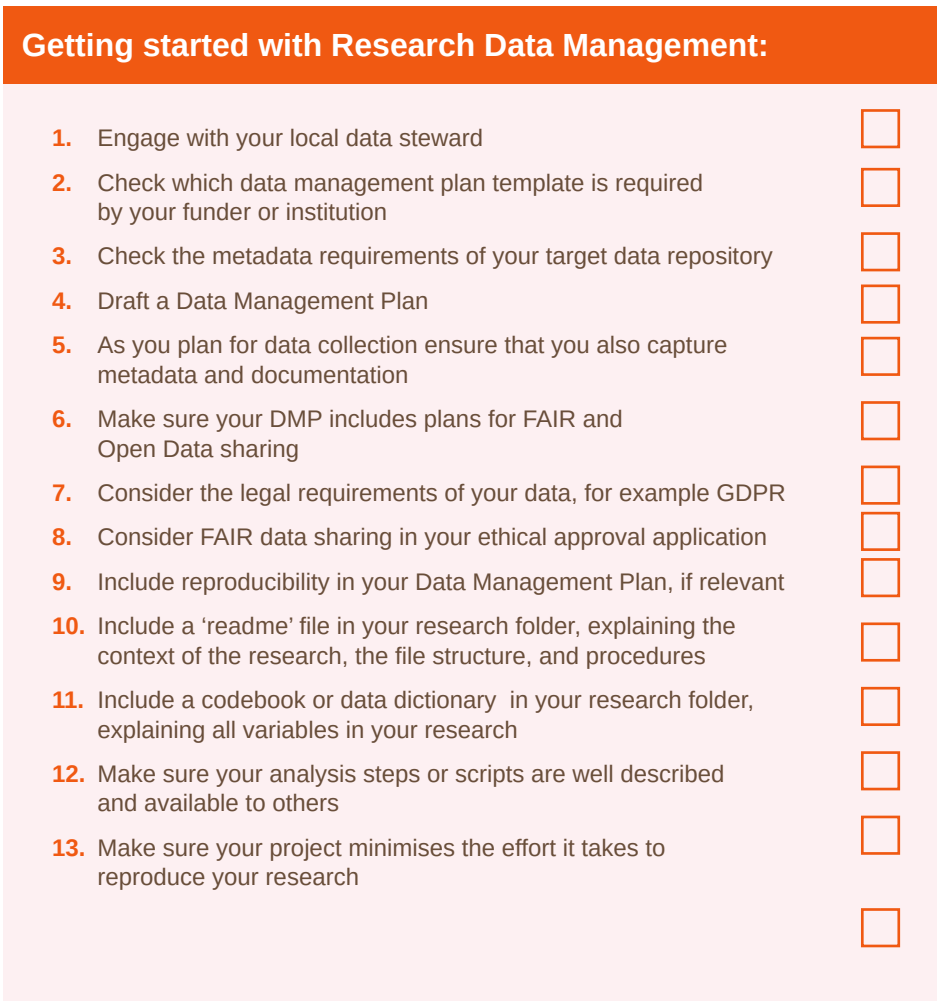 Getting started with Research Data Management:
1. Engage with your local data steward
2. Check which data management plan template is required
by your funder or institution
3. Check the metadata requirements of your target data repository
4. Draft a Data Management Plan
5. As you plan for data collection ensure that you also capture
metadata and documentation
6. Make sure your DMP includes plans for FAIR and
Open Data sharing
7. Consider the legal requirements of your data, for example GDPR
8. Consider FAIR data sharing in your ethical approval application
9. Include reproducibility in your Data Management Plan, if relevant
10. Include a ‘readme’ file in your research folder, explaining the
context of the research, the file structure, and procedures
11. Include a codebook or data dictionary  in your research folder,
explaining all variables in your research
12. Make sure your analysis steps or scripts are well described
and available to others
13. Make sure your project minimises the effort it takes to
reproduce your research